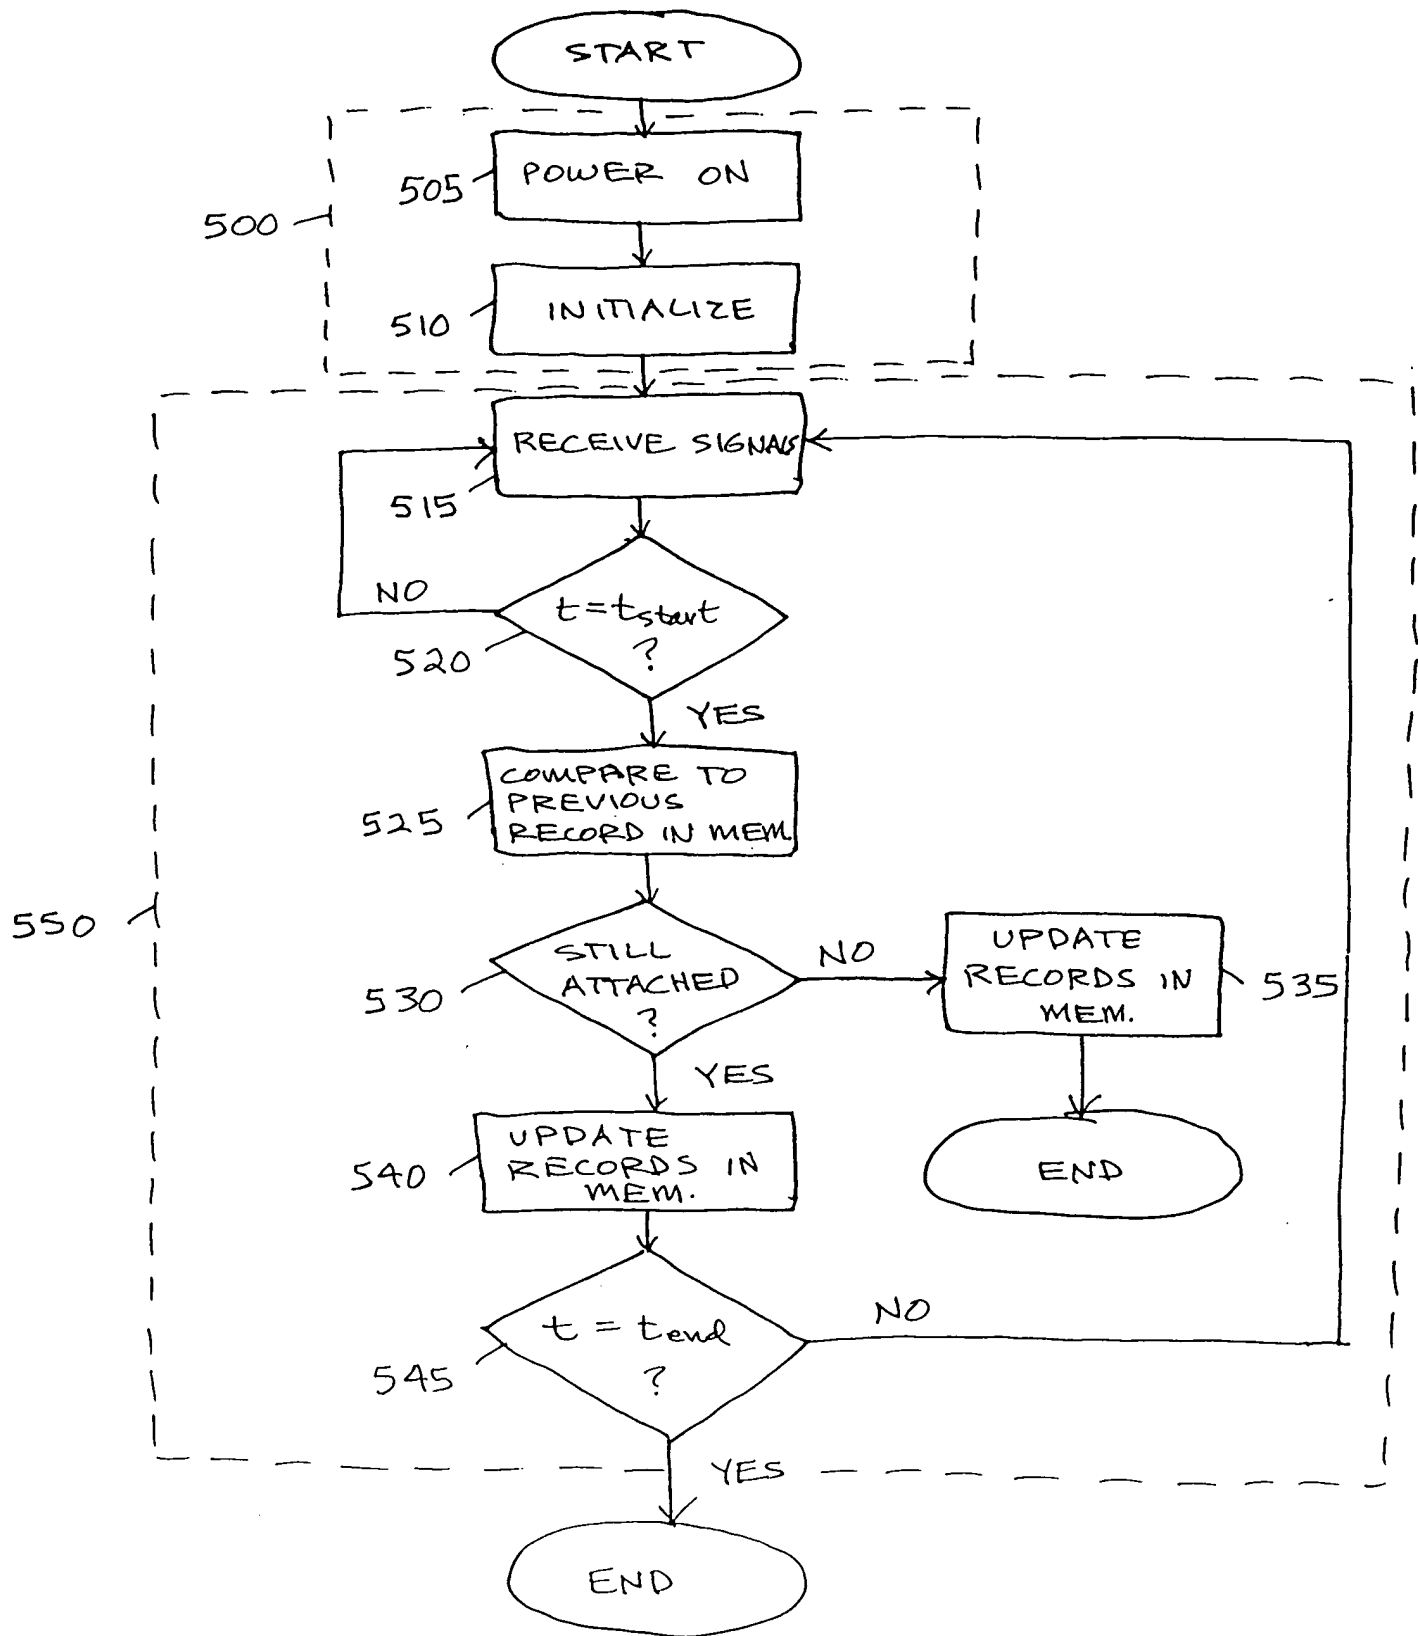 START
POWER ON
505
500
INITIALIZE
510
RECEIVE SIGNALS
515
NO
t = tstart
?
520
YES
COMPARE TO
PREVIOUS
RECORD IN MEM.
525
550
STILL
ATTACHED
?
530
NO
UPDATE
RECORDS IN
MEM.
535
YES
UPDATE
RECORDS IN
MEM.
540
END
t = tend
?
545
NO
YES
END